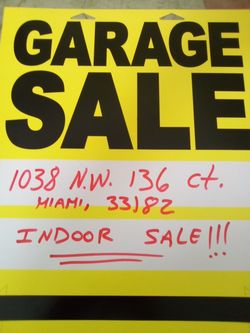 GARAGE
SALE
1038 N.W. 136 Ct.
MIAMI, 33182
INDOOR SALE!!!